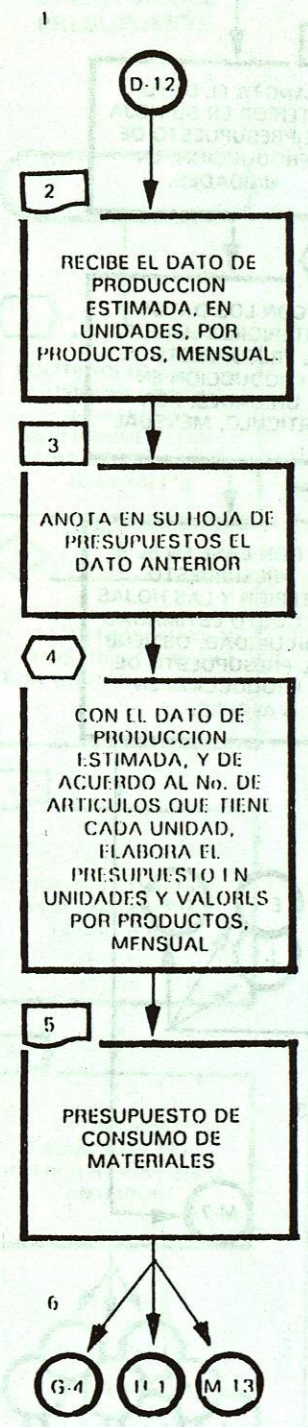 1
D-12
2
RECIBE EL DATO DE
PRODUCCION
ESTIMADA, EN
UNIDADES, POR
PRODUCTOS, MENSUAL.
3
ANOTA EN SU HOJA DE
PRESUPUESTOS EL
DATO ANTERIOR
4
CON EL DATO DE
PRODUCCION
ESTIMADA, Y DE
ACUERDO AL No. DE
ARTICULOS QUE TIENE
CADA UNIDAD,
ELABORA EL
PRESUPUESTO EN
UNIDADES Y VALORES
POR PRODUCTOS,
MENSUAL
5
PRESUPUESTO DE
CONSUMO DE
MATERIALES
6
G-4
M-13